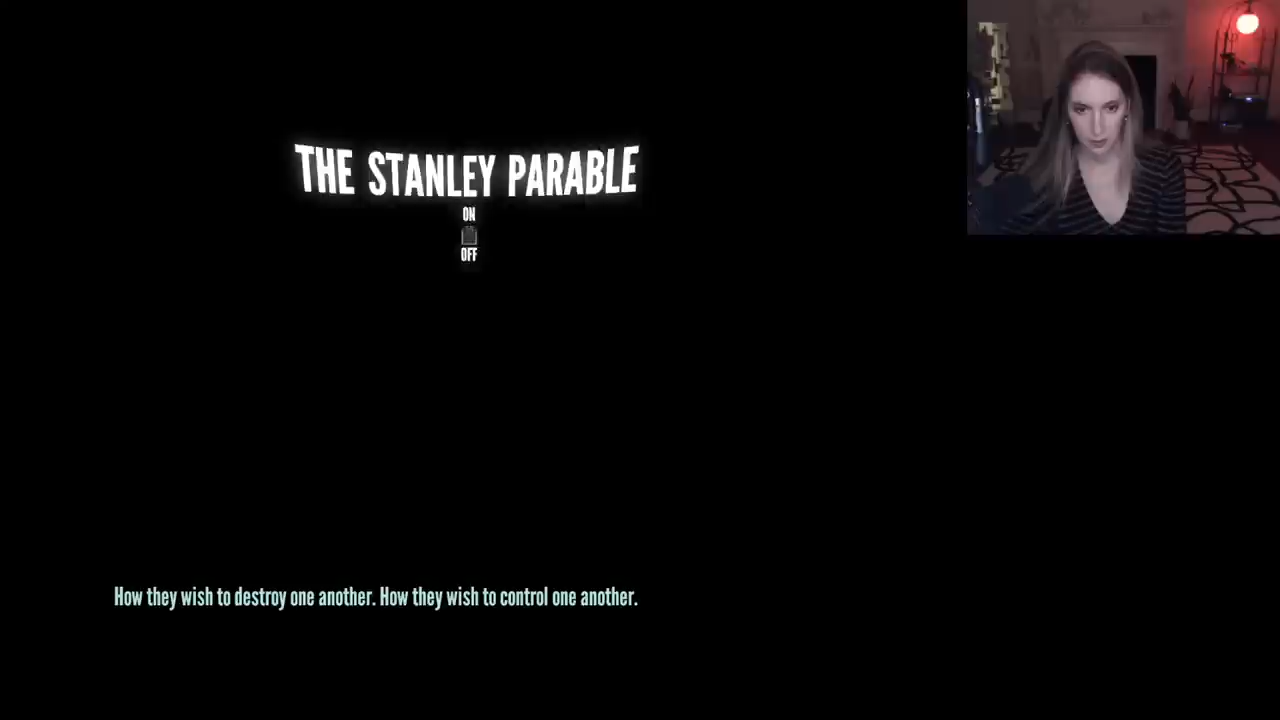 THE STANLEY PARABLE
ON
OFF
How they wish to destroy one another. How they wish to control one another.